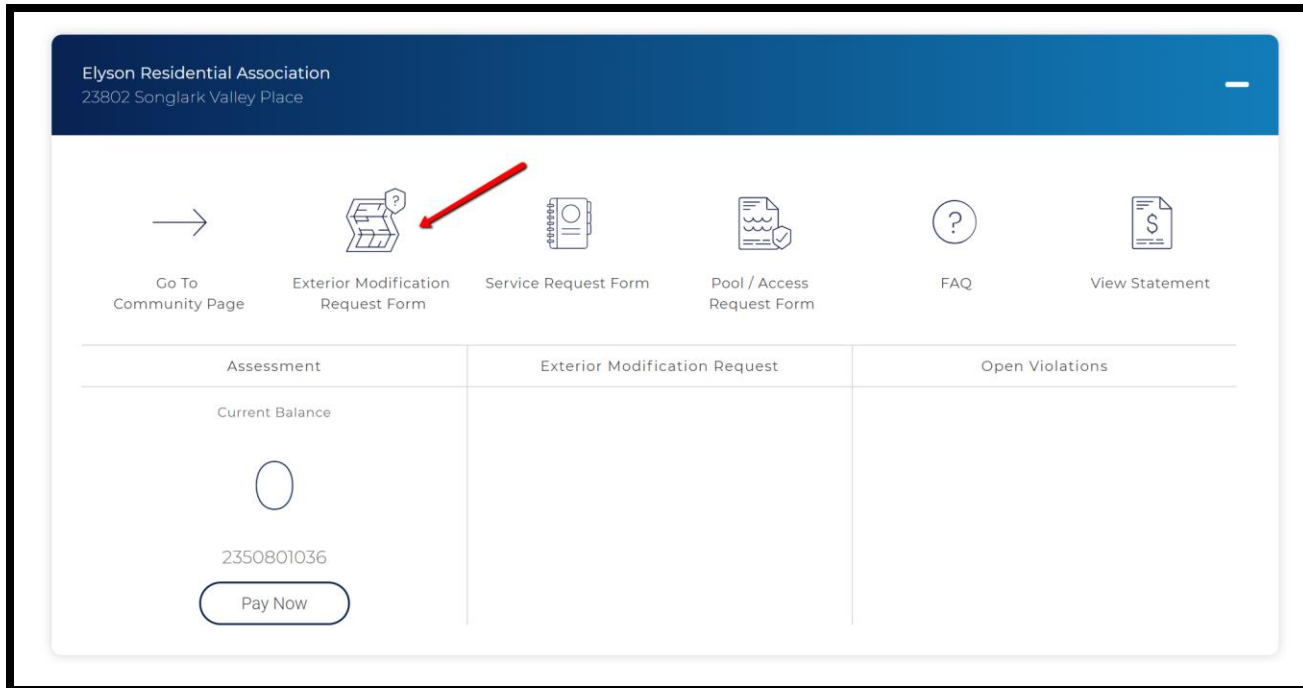 Elyson Residential Association
23802 Songlark Valley Place
?
?
$
Go To
Community Page
Exterior Modification
Request Form
Service Request Form
Pool / Access
Request Form
FAQ
View Statement
Assessment
Exterior Modification Request
Open Violations
Current Balance
0
2350801036
Pay Now